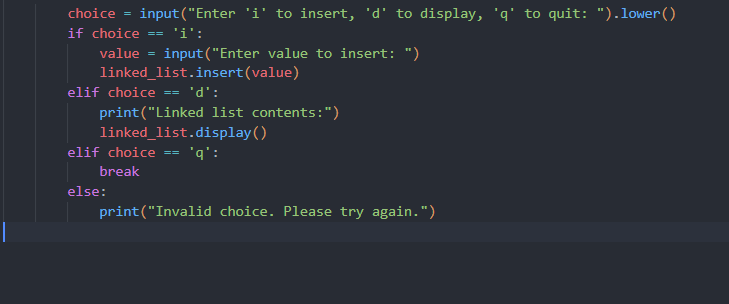 choice = input("Enter 'i' to insert, 'd' to display, 'q' to quit: ").lower()
if choice == 'i':
value = input("Enter value to insert: ")
linked_list.insert(value)
elif choice == 'd':
print("Linked list contents:")
linked_list.display()
elif choice == 'q':
break
else:
print("Invalid choice. Please try again.")